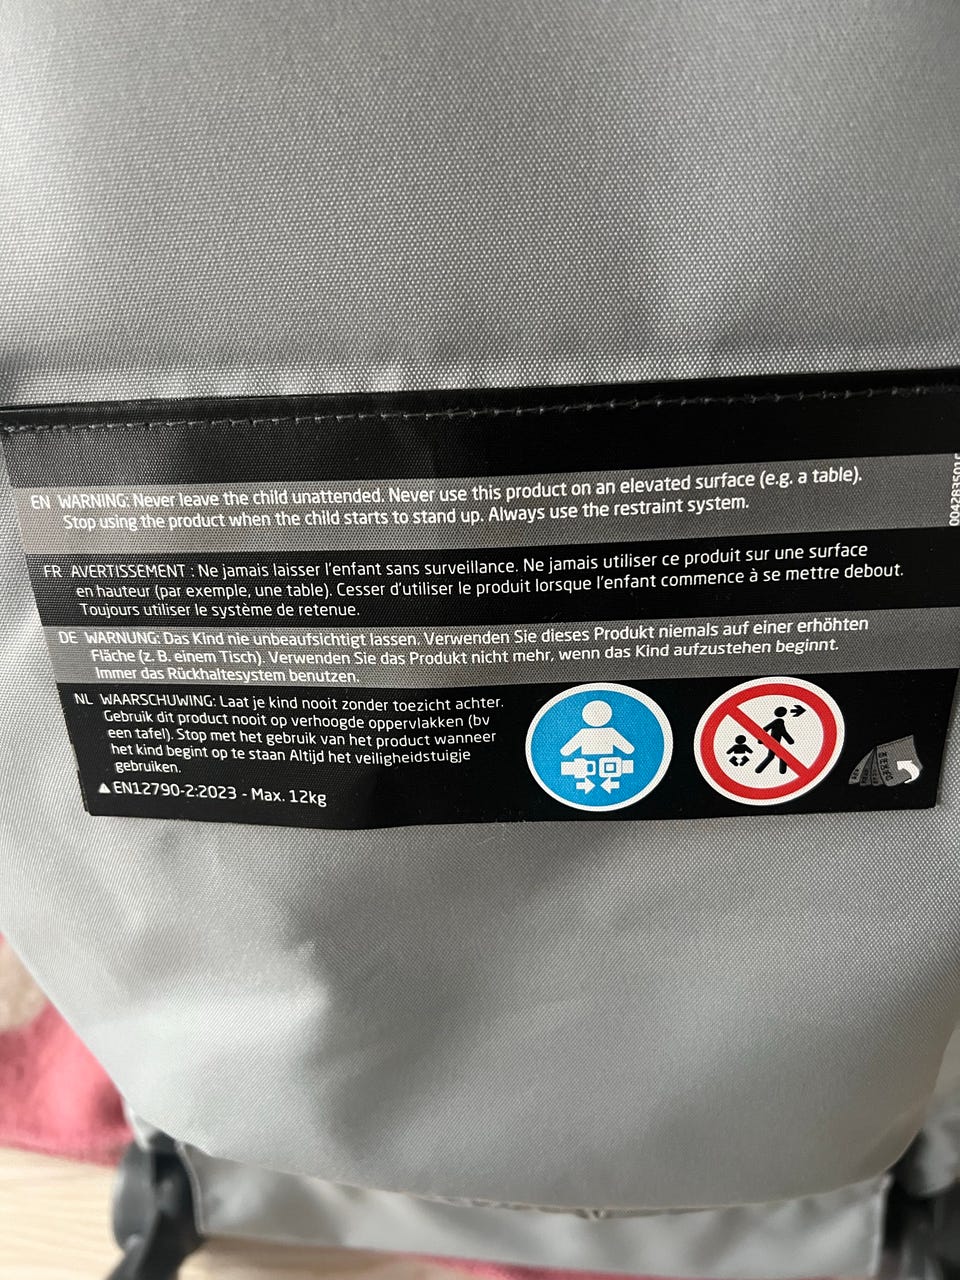 EN WARNING: Never leave the child unattended. Never use this product on an elevated surface (e.g. a table).
Stop using the product when the child starts to stand up. Always use the restraint system.
FR AVERTISSEMENT : Ne jamais laisser l'enfant sans surveillance. Ne jamais utiliser ce produit sur une surface
en hauteur (par exemple, une table). Cesser d'utiliser le produit lorsque l'enfant commence à se mettre debout.
Toujours utiliser le système de retenue.
DE WARNUNG: Das Kind nie unbeaufsichtigt lassen. Verwenden Sie dieses Produkt niemals auf einer erhöhten
Fläche (z. B. einem Tisch). Verwenden Sie das Produkt nicht mehr, wenn das Kind aufzustehen beginnt.
Immer das Rückhaltesystem benutzen.
NL WAARSCHUWING: Laat je kind nooit zonder toezicht achter.
Gebruik dit product nooit op verhoogde oppervlakken (bv
een tafel). Stop met het gebruik van het product wanneer
het kind begint op te staan Altijd het veiligheidstuigje
gebruiken.
EN12790-2:2023 - Max. 12kg